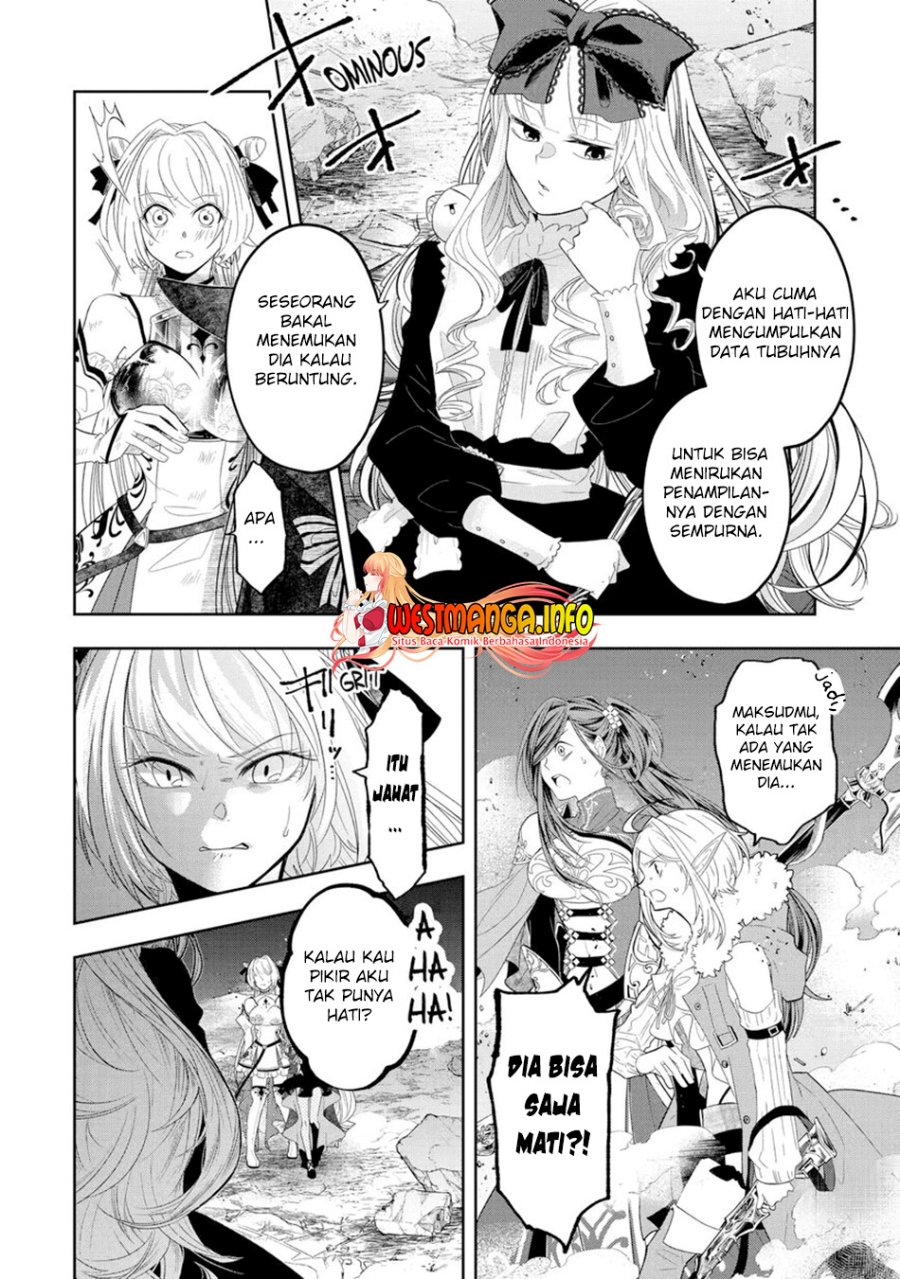 OMINOUS
AKU CUMA
DENGAN HATI-HATI
MENGUMPULKAN
DATA TUBUHNYA
UNTUK BISA
MENIRUKAN
PENAMPILAN-
NYA DENGAN
SEMPURNA.
SESEORANG
BAKAL
MENEMUKAN
DIA KALAU
BERUNTUNG.
APA
...
WESTMANGA.INFO
Situs Baca Komik Berbahasa Indonesia
jadi,
MAKSUDMU,
KALAU TAK
ADA YANG
MENEMUKAN
DIA...
DIA BISA
SAJA
MATI?!
GRIT
ITU
JAHAT
...
A
HA
HA
HA!
KALAU KAU
PIKIR AKU
TAK PUNYA
HATI?